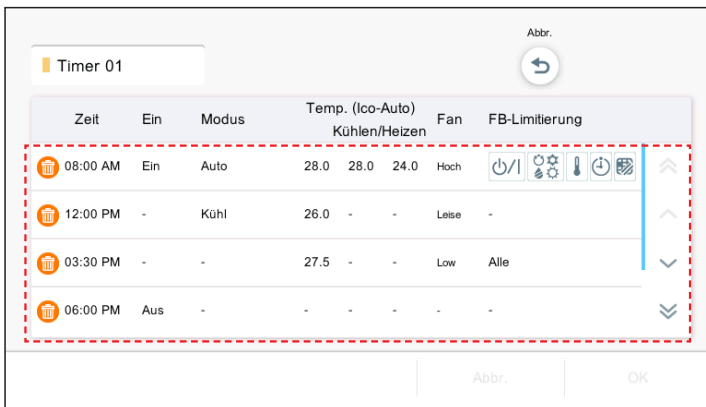 Abbr.
Timer 01
Zeit Ein Modus Temp. (Ico-Auto) Kühlen/Heizen Fan FB-Limitierung
08:00 AM Ein Auto 28.0 28.0 24.0 Hoch
12:00 PM - Kühl 26.0 - - Leise -
03:30 PM - - 27.5 - - Low Alle
06:00 PM Aus - - - - - -
Abbr. OK